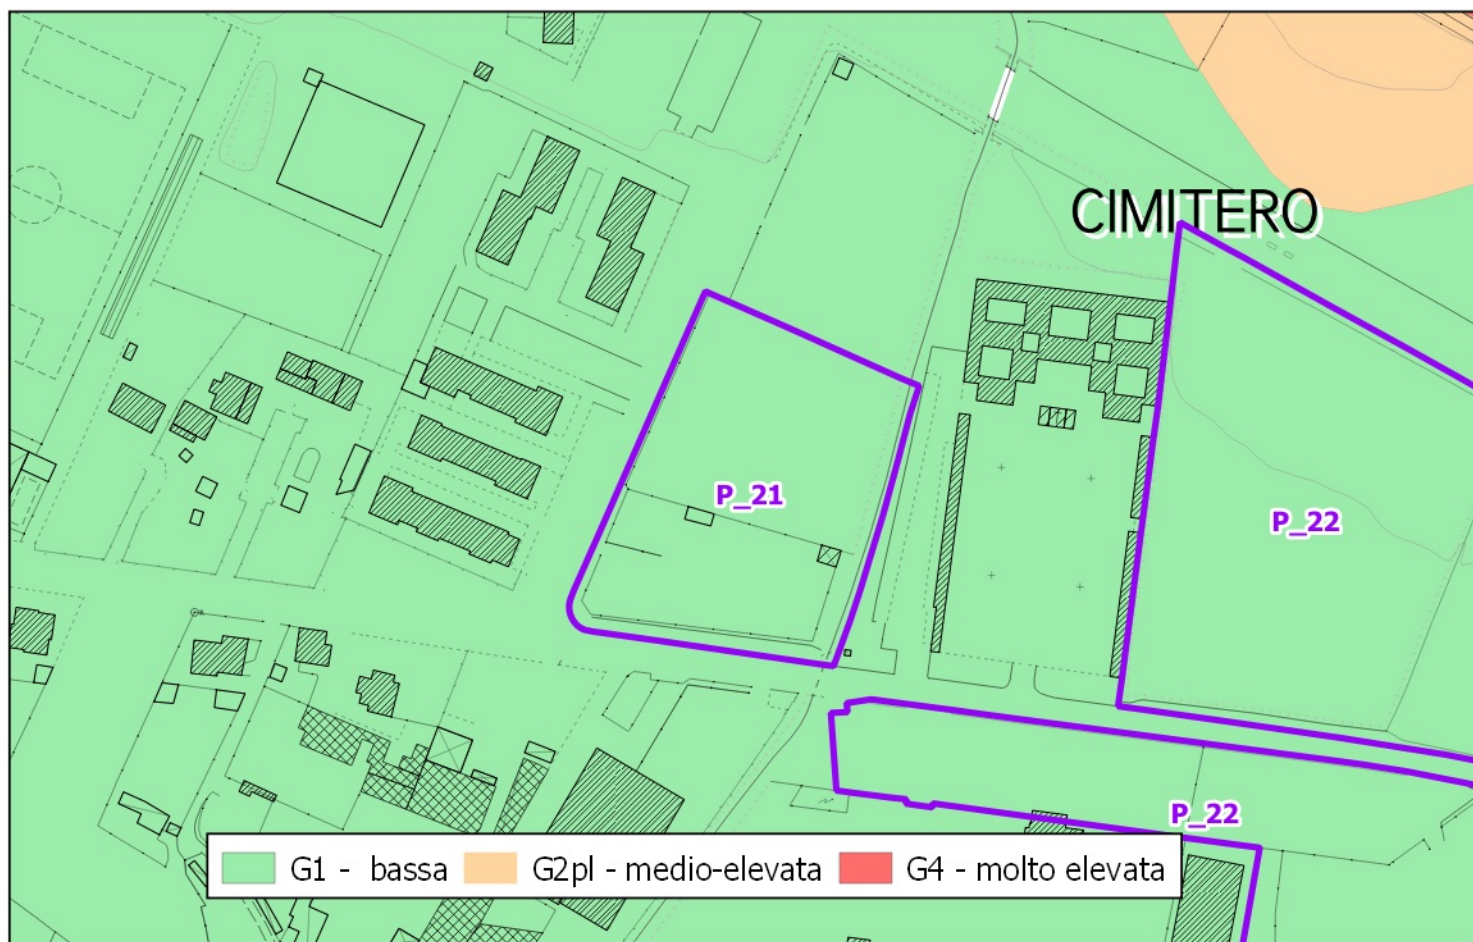 CIMITERO
P_21
P_22
P_22
G1 - bassa
G2pl - medio-elevata
G4 - molto elevata